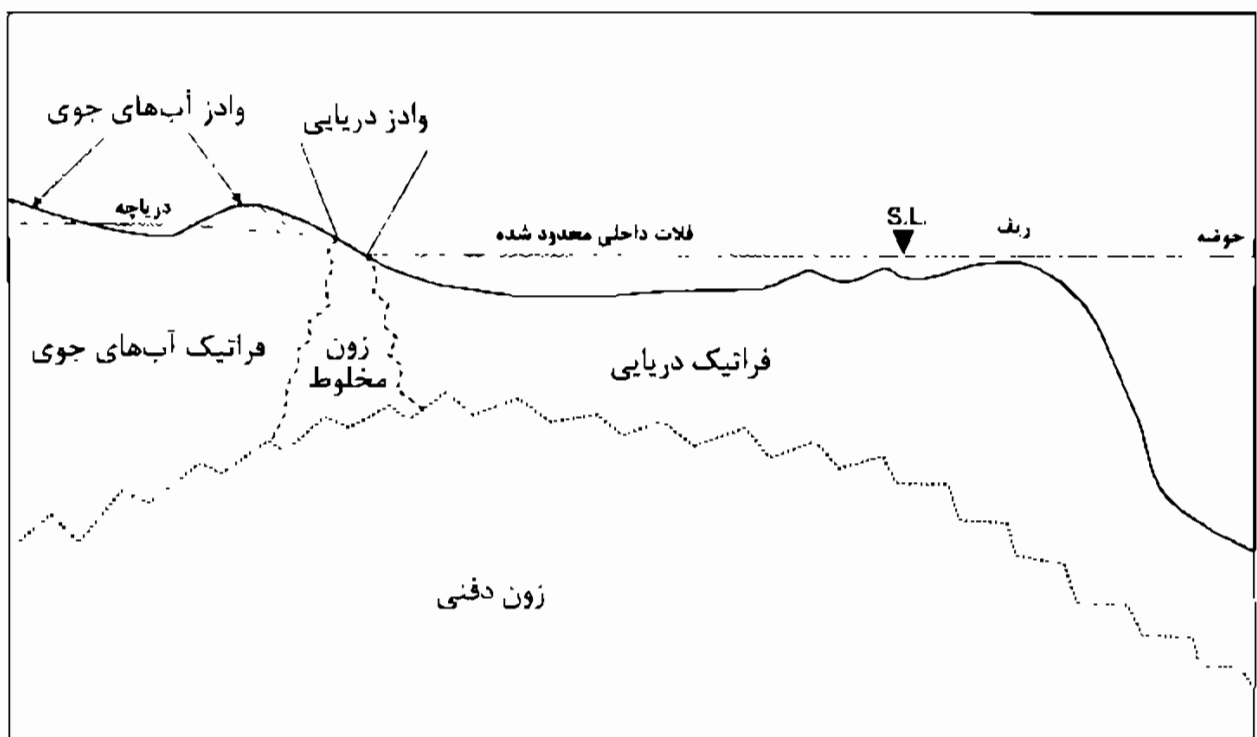 وادز آب‌های جوی
وادز دریایی
دریاچه
فلات داخلی محدود شده
S.L.
ریف
حوضه
فراتیک آب‌های جوی
زون
مخلوط
فراتیک دریایی
زون دفنی